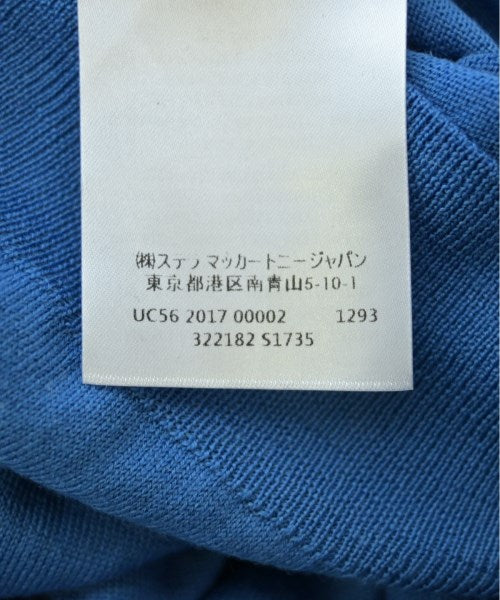 (株)ステラ マッカートニージャパン
東京都港区南青山5-10-1
UC56 2017 00002 1293
322182 S1735